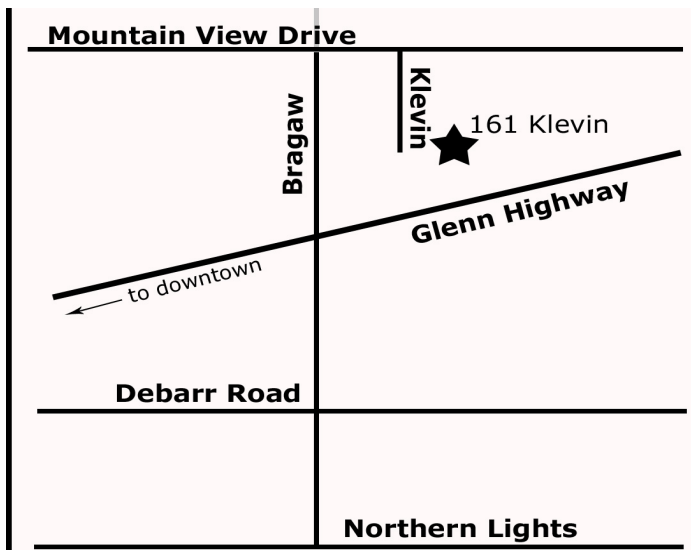 Mountain View Drive
Klevin
Bragaw
161 Klevin
Glenn Highway
to downtown
Debarr Road
Northern Lights